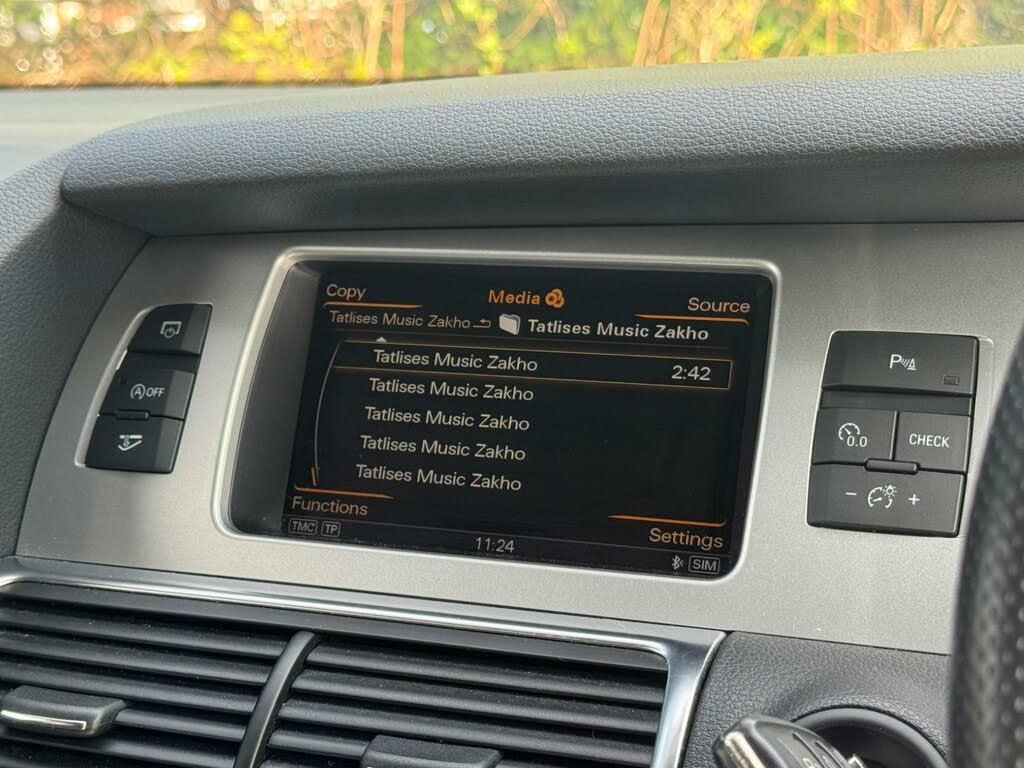 Copy
Media
Source
Tatlises Music Zakho
Tatlises Music Zakho
Tatlises Music Zakho 2:42
Tatlises Music Zakho
Tatlises Music Zakho
Tatlises Music Zakho
Tatlises Music Zakho
Functions
Settings
TMC TP
11:24
SIM
A OFF
P
0.0
CHECK
- +